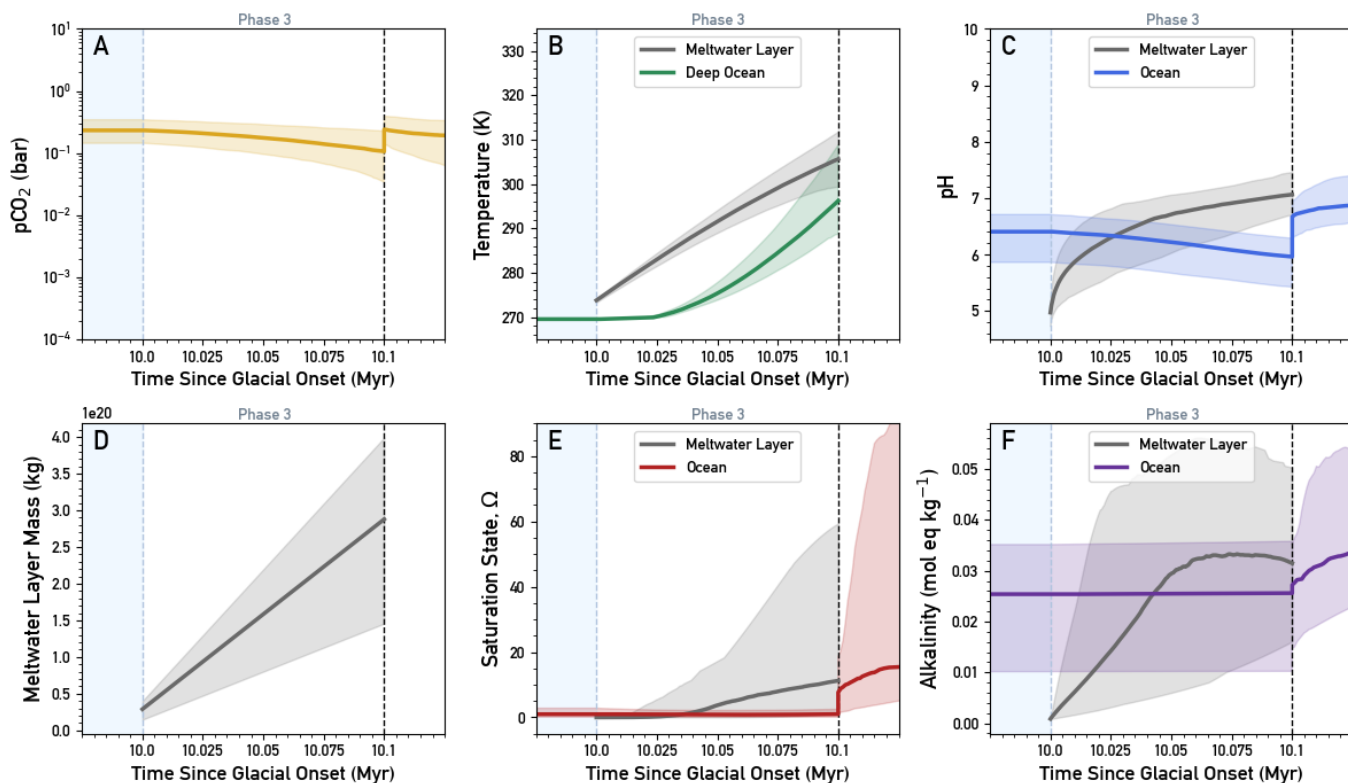 Phase 3
A
pCO₂ (bar)
10¹
10⁰
10⁻¹
10⁻²
10⁻³
10⁻⁴
10.0 10.025 10.05 10.075 10.1
Time Since Glacial Onset (Myr)
Phase 3
B
Meltwater Layer
Deep Ocean
Temperature (K)
330
320
310
300
290
280
270
10.0 10.025 10.05 10.075 10.1
Time Since Glacial Onset (Myr)
Phase 3
C
Meltwater Layer
Ocean
pH
10
9
8
7
6
5
10.0 10.025 10.05 10.075 10.1
Time Since Glacial Onset (Myr)
1e20
Phase 3
D
Meltwater Layer Mass (kg)
4.0
3.5
3.0
2.5
2.0
1.5
1.0
0.5
0.0
10.0 10.025 10.05 10.075 10.1
Time Since Glacial Onset (Myr)
Phase 3
E
Meltwater Layer
Ocean
Saturation State, Ω
80
60
40
20
0
10.0 10.025 10.05 10.075 10.1
Time Since Glacial Onset (Myr)
Phase 3
F
Meltwater Layer
Ocean
Alkalinity (mol eq kg⁻¹)
0.05
0.04
0.03
0.02
0.01
0.00
10.0 10.025 10.05 10.075 10.1
Time Since Glacial Onset (Myr)